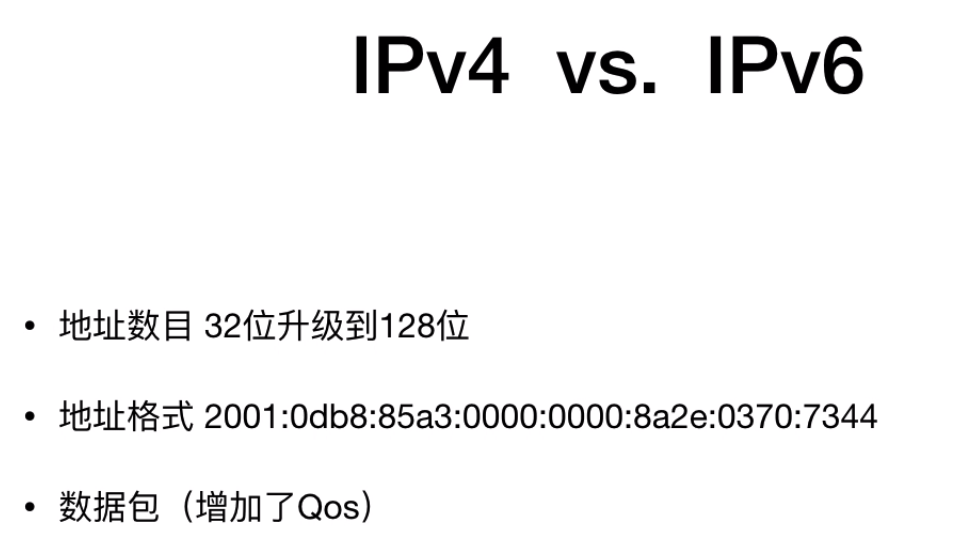 IPv4 vs. IPv6
• 地址数目 32位升级到128位
• 地址格式 2001:0db8:85a3:0000:0000:8a2e:0370:7344
• 数据包（增加了Qos）